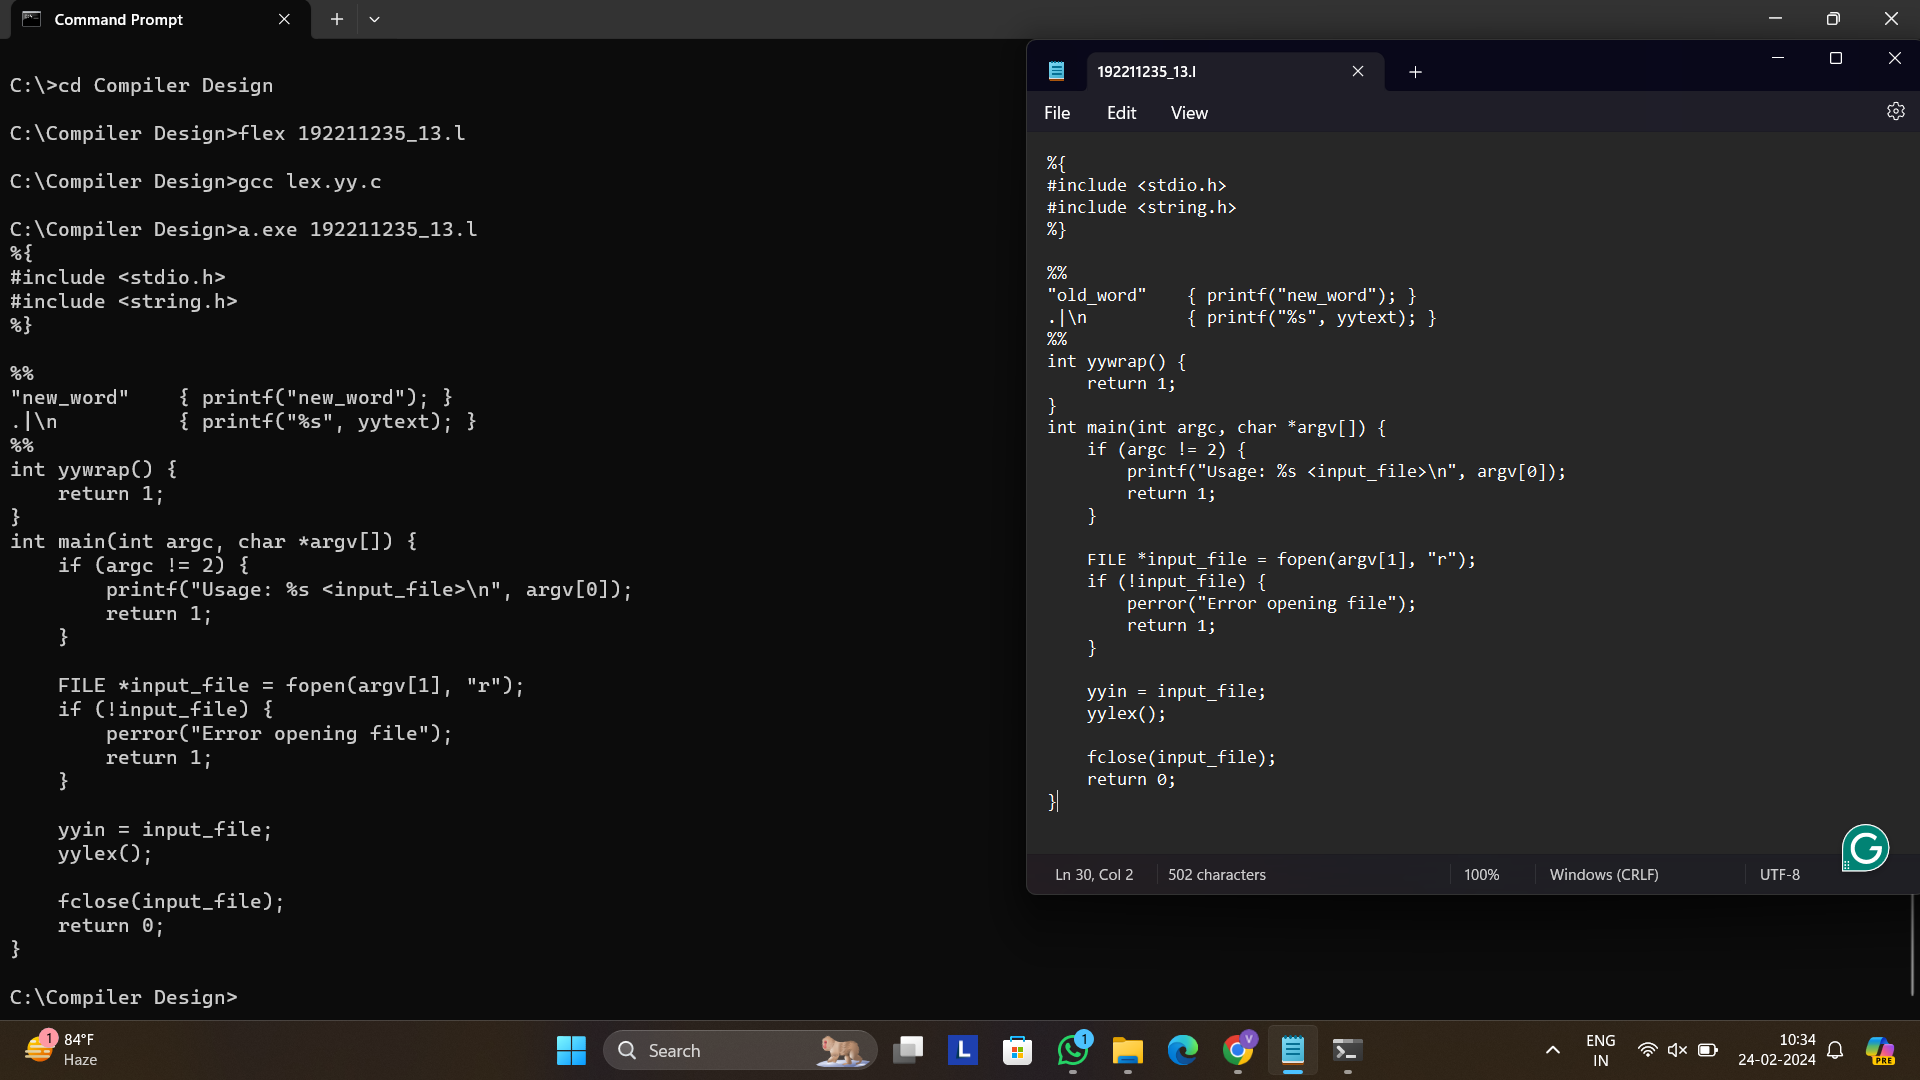 Command Prompt
C:\>cd Compiler Design
C:\Compiler Design>flex 192211235_13.l
C:\Compiler Design>gcc lex.yy.c
C:\Compiler Design>a.exe 192211235_13.l
%{
#include <stdio.h>
#include <string.h>
%}
%%
"new_word"    { printf("new_word"); }
.|\n          { printf("%s", yytext); }
%%
int yywrap() {
    return 1;
}
int main(int argc, char *argv[]) {
    if (argc != 2) {
        printf("Usage: %s <input_file>\n", argv[0]);
        return 1;
    }
    FILE *input_file = fopen(argv[1], "r");
    if (!input_file) {
        perror("Error opening file");
        return 1;
    }
    yyin = input_file;
    yylex();
    fclose(input_file);
    return 0;
}
C:\Compiler Design>
192211235_13.l
File Edit View
%{
#include <stdio.h>
#include <string.h>
%}
%%
"old_word"    { printf("new_word"); }
.|\n          { printf("%s", yytext); }
%%
int yywrap() {
    return 1;
}
int main(int argc, char *argv[]) {
    if (argc != 2) {
        printf("Usage: %s <input_file>\n", argv[0]);
        return 1;
    }
    FILE *input_file = fopen(argv[1], "r");
    if (!input_file) {
        perror("Error opening file");
        return 1;
    }
    yyin = input_file;
    yylex();
    fclose(input_file);
    return 0;
}
Ln 30, Col 2 502 characters 100% Windows (CRLF) UTF-8
G
1 84°F
Haze
Search
L
1
V
ENG
IN
10:34
24-02-2024
PRE